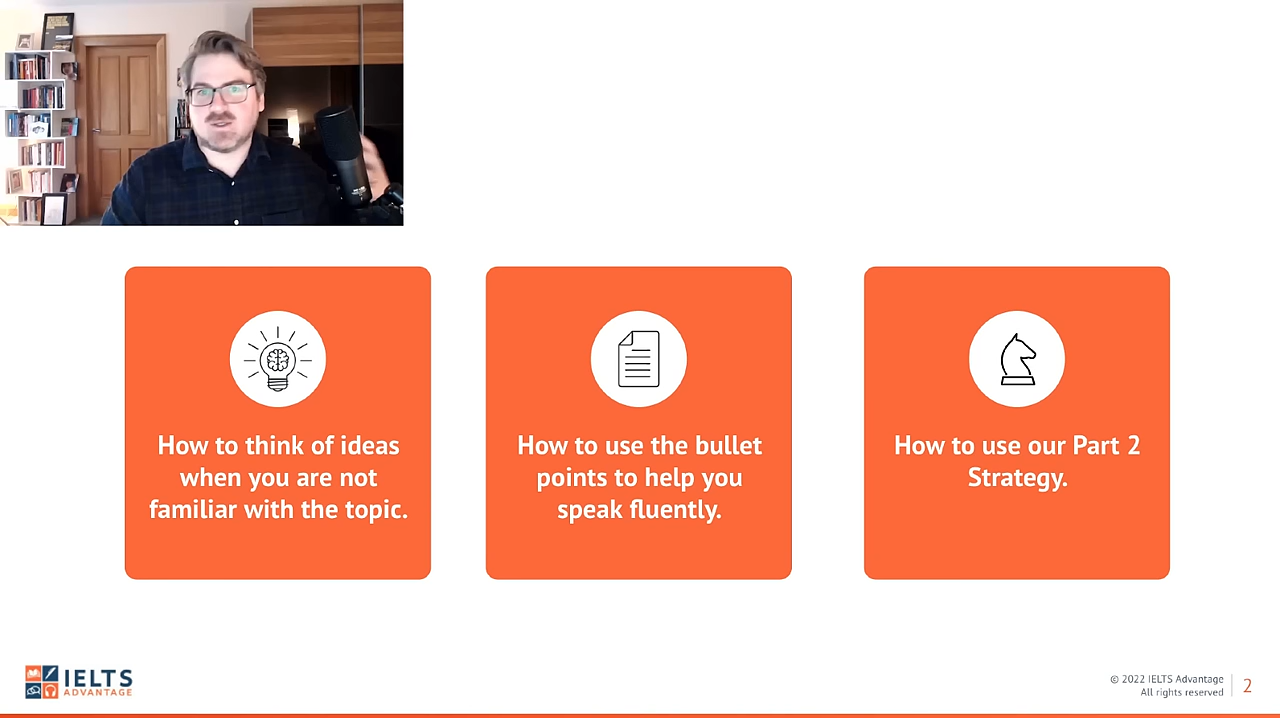 How to think of ideas
when you are not
familiar with the topic.
How to use the bullet
points to help you
speak fluently.
How to use our Part 2
Strategy.
IELTS
ADVANTAGE
© 2022 IELTS Advantage
All rights reserved
2